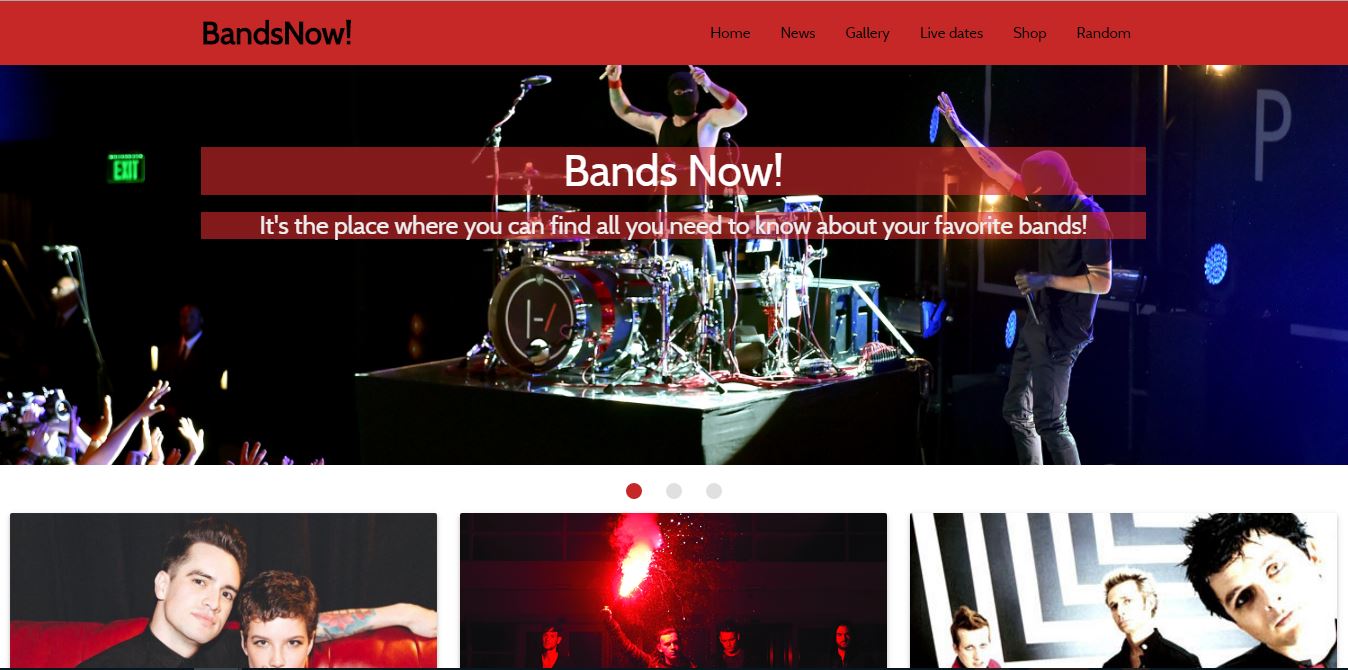 BandsNow!
Home News Gallery Live dates Shop Random
EXIT
P
Bands Now!
It's the place where you can find all you need to know about your favorite bands!